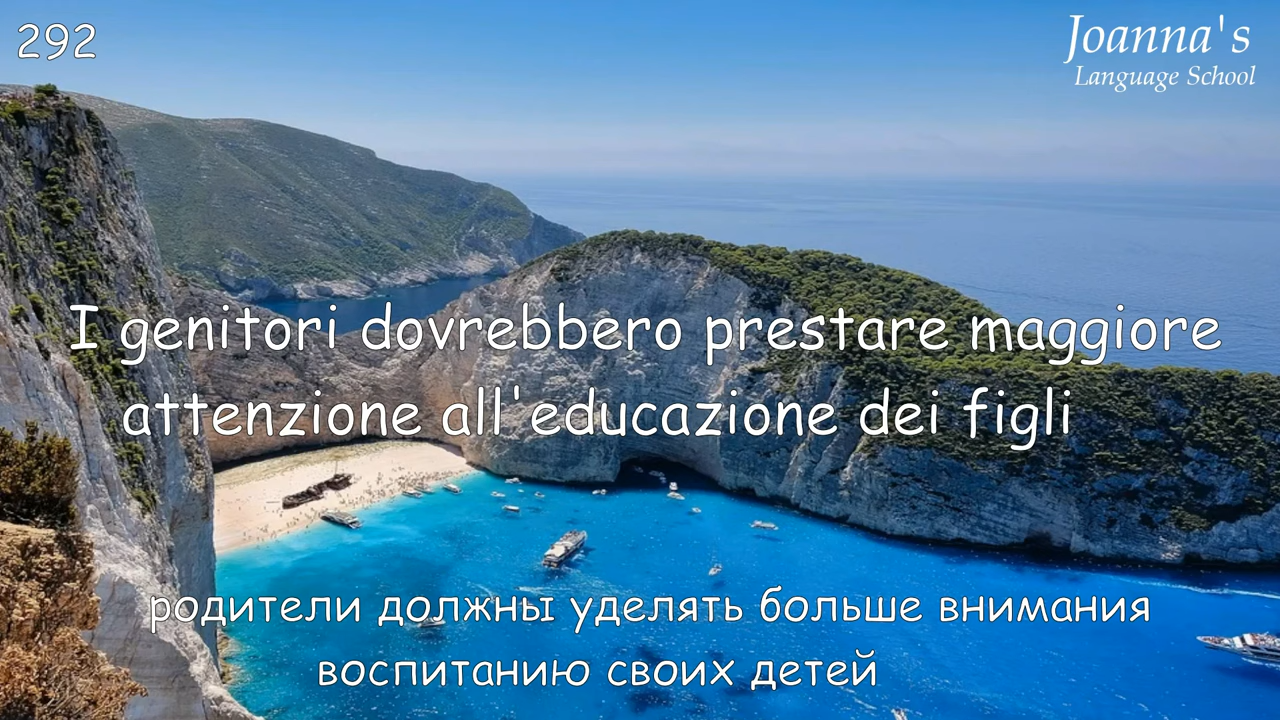 292
Joanna's
Language School
I genitori dovrebbero prestare maggiore
attenzione all'educazione dei figli
родители должны уделять больше внимания
воспитанию своих детей